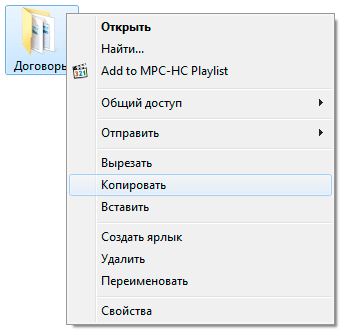 Договоры
Открыть
Найти...
Add to MPC-HC Playlist
Общий доступ
Отправить
Вырезать
Копировать
Вставить
Создать ярлык
Удалить
Переименовать
Свойства